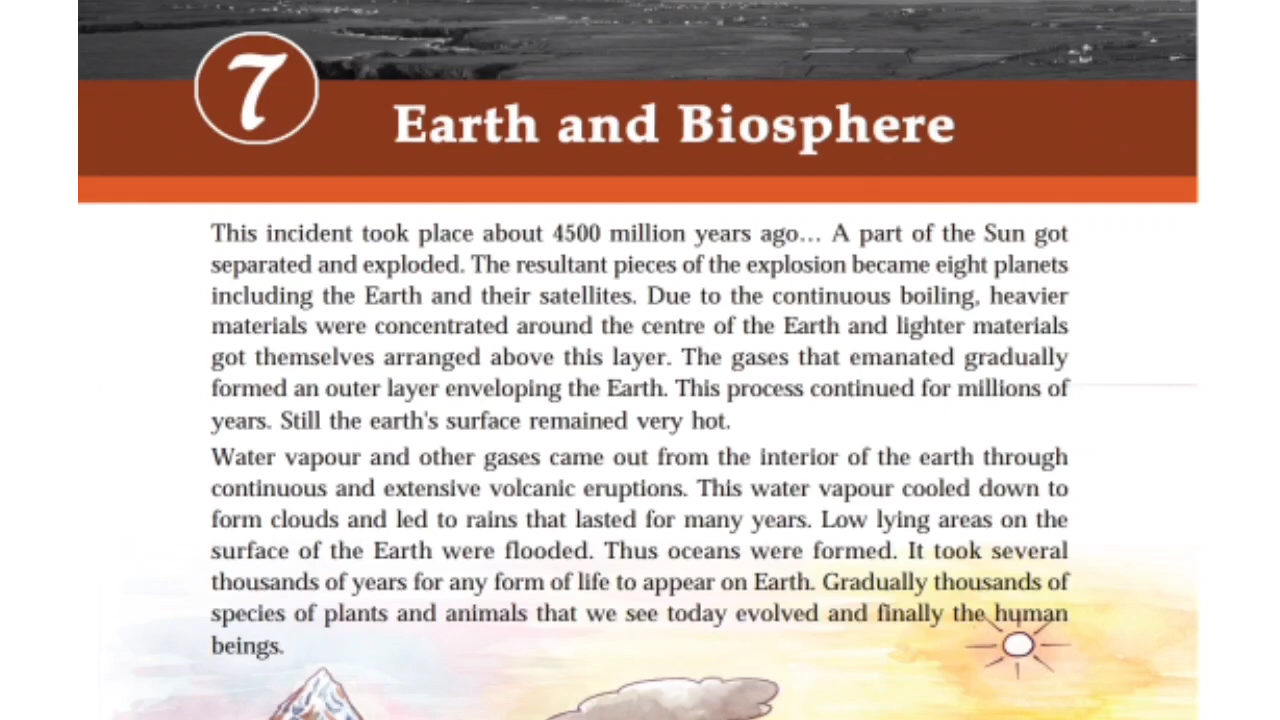 7
Earth and Biosphere
This incident took place about 4500 million years ago... A part of the Sun got
separated and exploded. The resultant pieces of the explosion became eight planets
including the Earth and their satellites. Due to the continuous boiling, heavier
materials were concentrated around the centre of the Earth and lighter materials
got themselves arranged above this layer. The gases that emanated gradually
formed an outer layer enveloping the Earth. This process continued for millions of
years. Still the earth's surface remained very hot.
Water vapour and other gases came out from the interior of the earth through
continuous and extensive volcanic eruptions. This water vapour cooled down to
form clouds and led to rains that lasted for many years. Low lying areas on the
surface of the Earth were flooded. Thus oceans were formed. It took several
thousands of years for any form of life to appear on Earth. Gradually thousands of
species of plants and animals that we see today evolved and finally the human
beings.